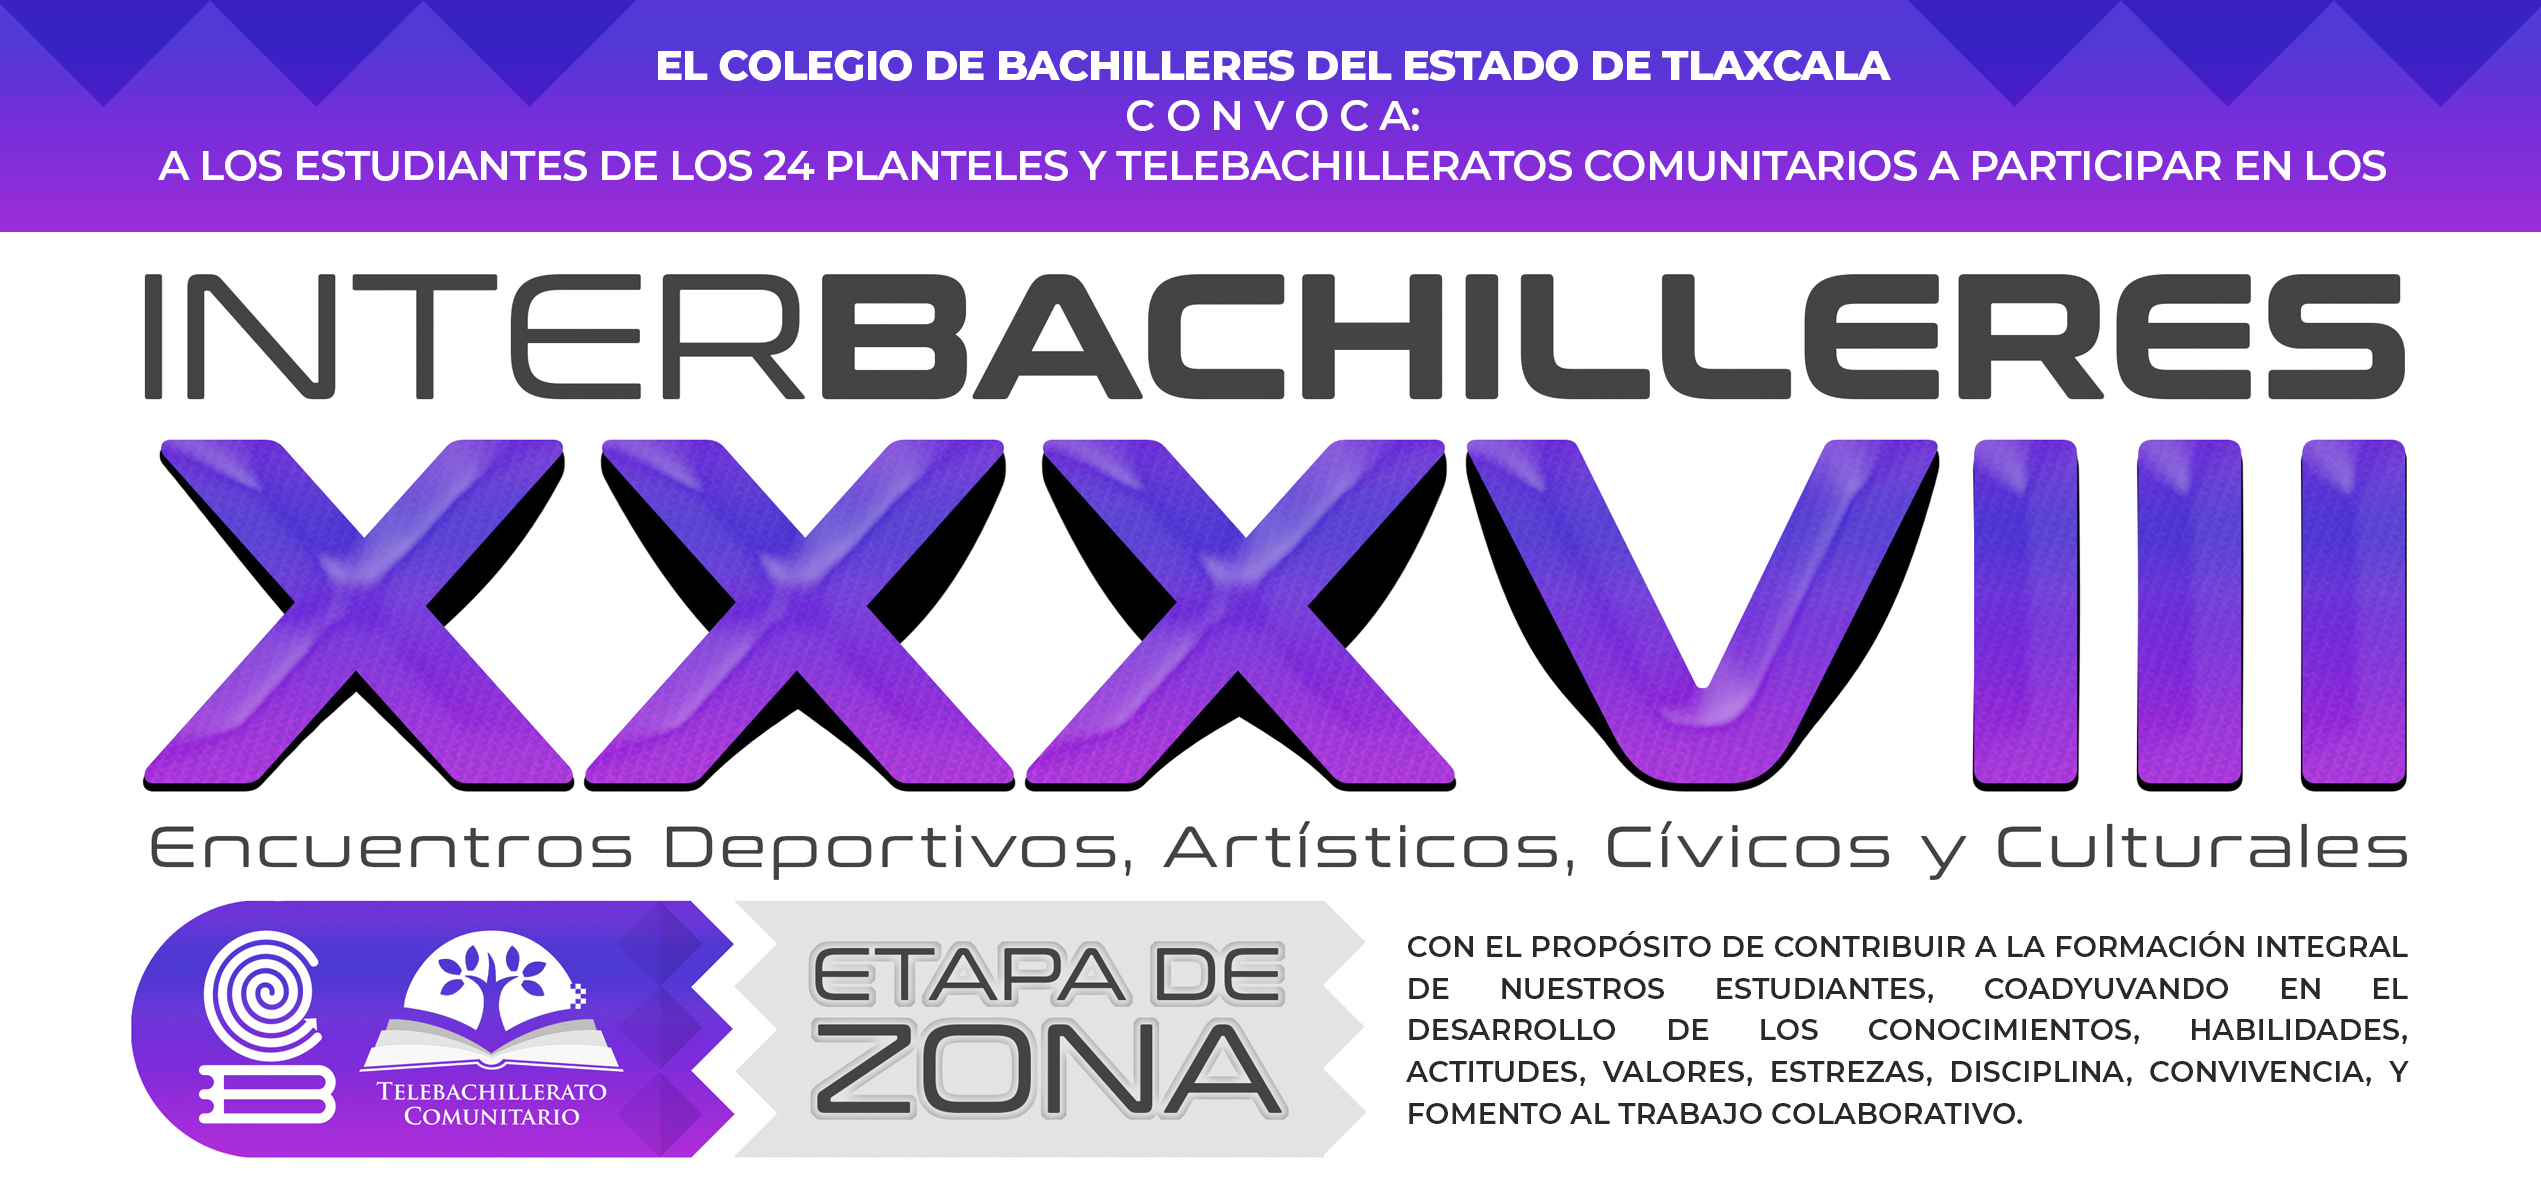 EL COLEGIO DE BACHILLERES DEL ESTADO DE TLAXCALA
CONVOCA:
A LOS ESTUDIANTES DE LOS 24 PLANTELES Y TELEBACHILLERATOS COMUNITARIOS A PARTICIPAR EN LOS
INTERBACHILLERES
XXXVIII
Encuentros Deportivos, Artísticos, Cívicos y Culturales
TELEBACHILLERATO
COMUNITARIO
ETAPA DE
ZONA
CON EL PROPÓSITO DE CONTRIBUIR A LA FORMACIÓN INTEGRAL
DE NUESTROS ESTUDIANTES, COADYUVANDO EN EL
DESARROLLO DE LOS CONOCIMIENTOS, HABILIDADES,
ACTITUDES, VALORES, ESTREZAS, DISCIPLINA, CONVIVENCIA, Y
FOMENTO AL TRABAJO COLABORATIVO.